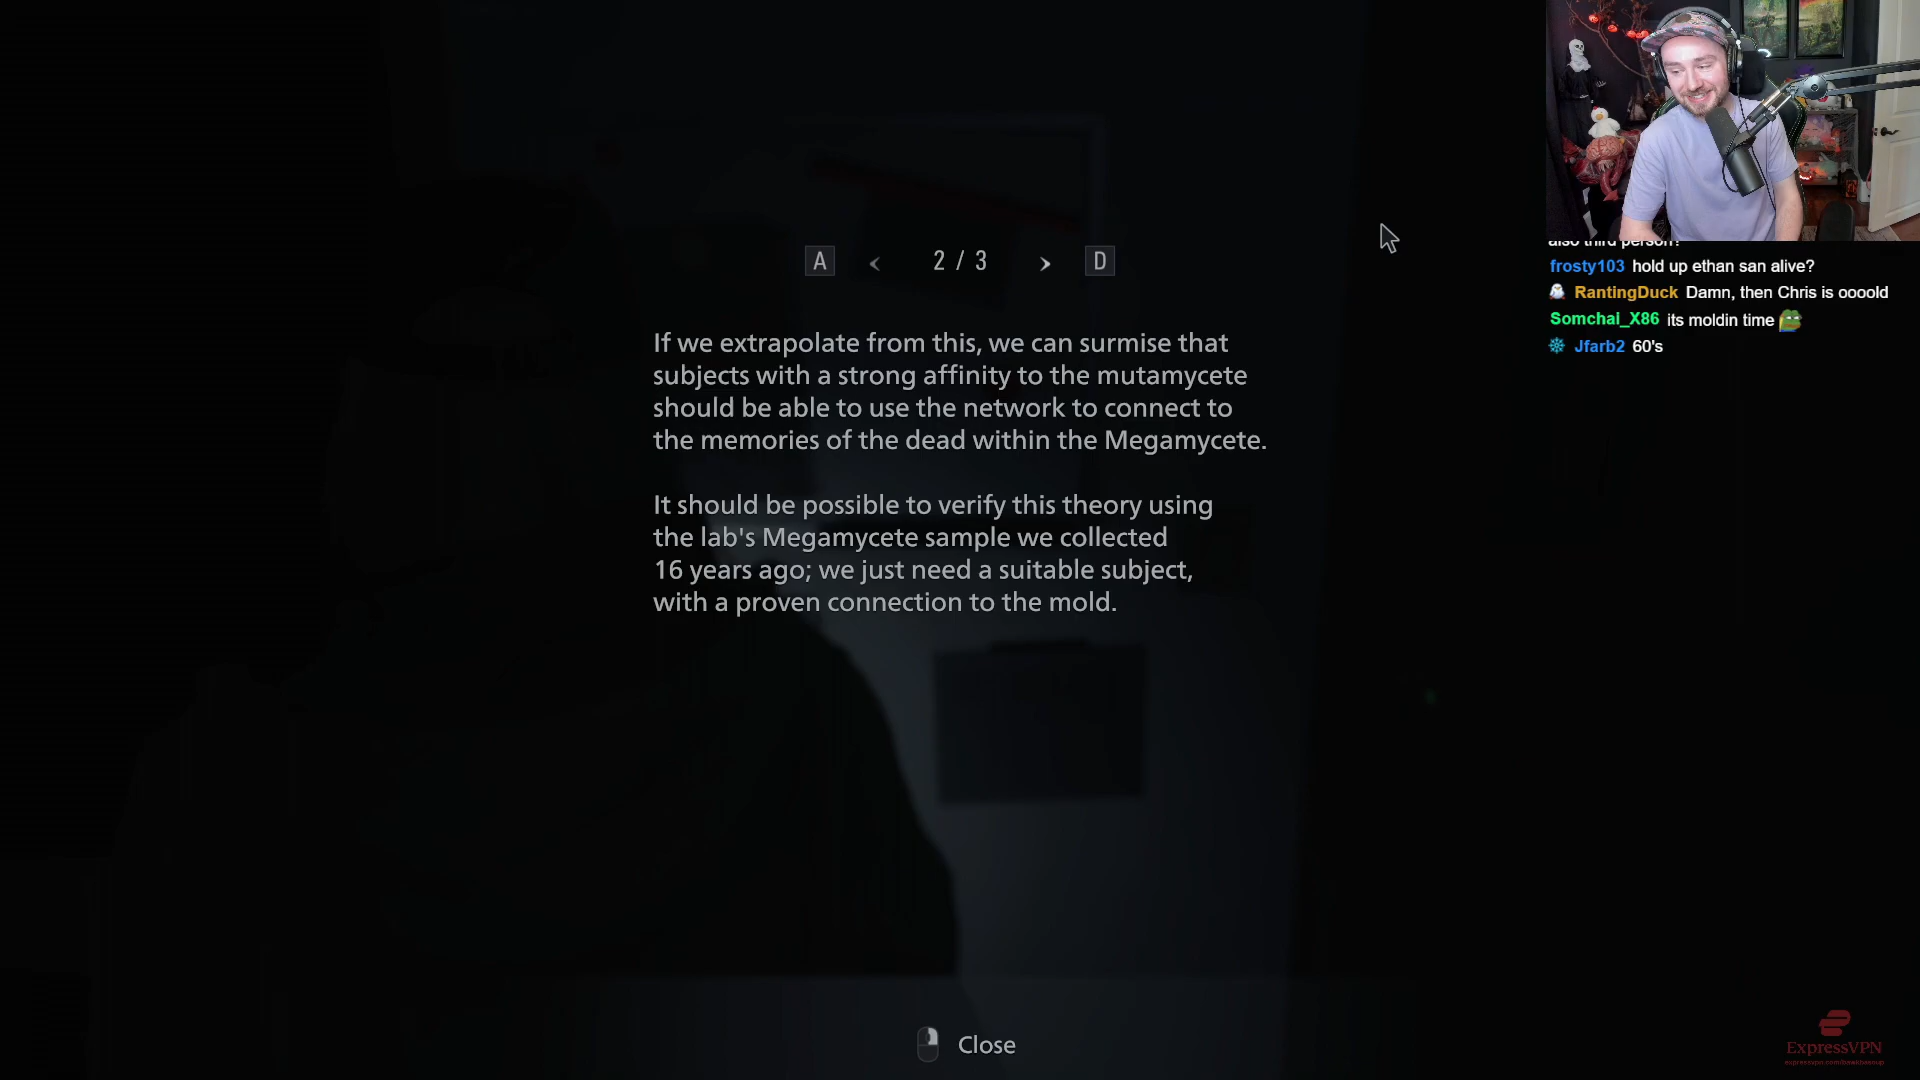 A < 2 / 3 > D
If we extrapolate from this, we can surmise that
subjects with a strong affinity to the mutamycete
should be able to use the network to connect to
the memories of the dead within the Megamycete.
It should be possible to verify this theory using
the lab's Megamycete sample we collected
16 years ago; we just need a suitable subject,
with a proven connection to the mold.
Close
also third person?
frosty103 hold up ethan san alive?
RantingDuck Damn, then Chris is oooold
Somchai_X86 its moldin time
Jfarb2 60's
ExpressVPN